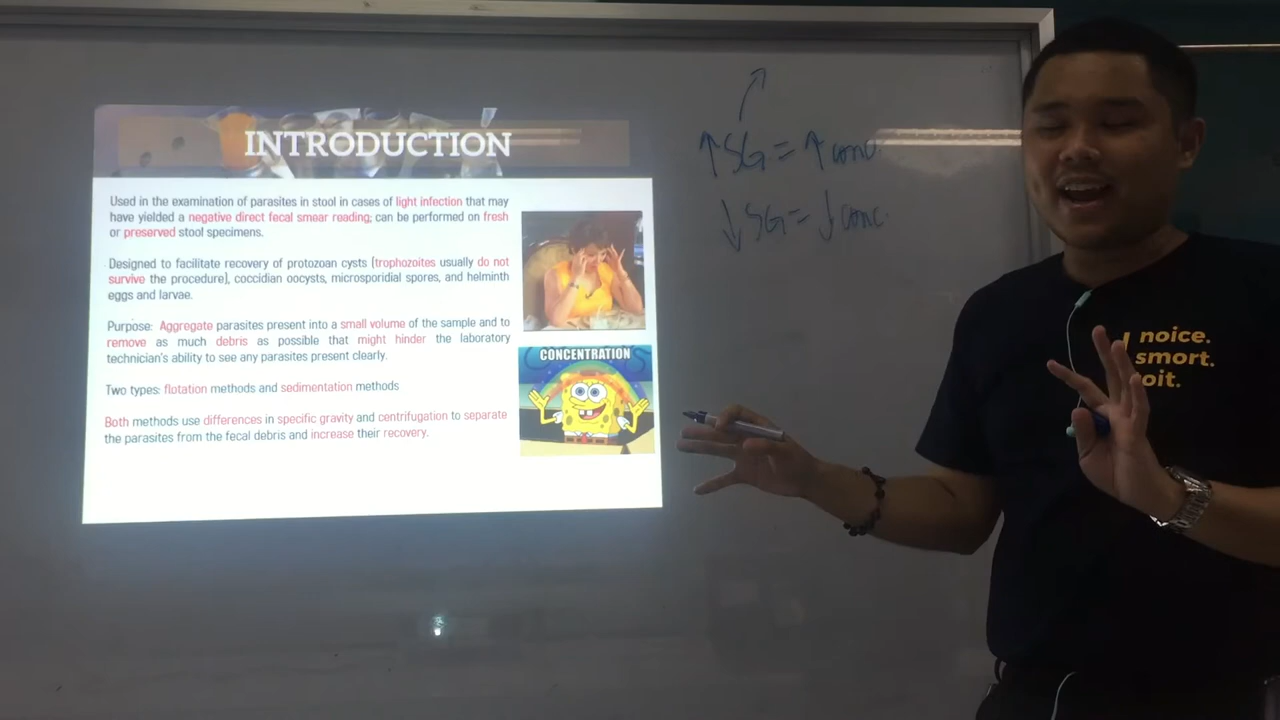 INTRODUCTION
Used in the examination of parasites in stool in cases of light infection that may
have yielded a negative direct fecal smear reading; can be performed on fresh
or preserved stool specimens.
Designed to facilitate recovery of protozoan cysts (trophozoites usually do not
survive the procedure), coccidian oocysts, microsporidial spores, and helminth
eggs and larvae.
Purpose: Aggregate parasites present into a small volume of the sample and to
remove as much debris as possible that might hinder the laboratory
technician's ability to see any parasites present clearly.
Two types: flotation methods and sedimentation methods
Both methods use differences in specific gravity and centrifugation to separate
the parasites from the fecal debris and increase their recovery.
CONCENTRATION
↑SG = ↑conc.
↓SG = ↓conc.
noice.
smort.
oit.